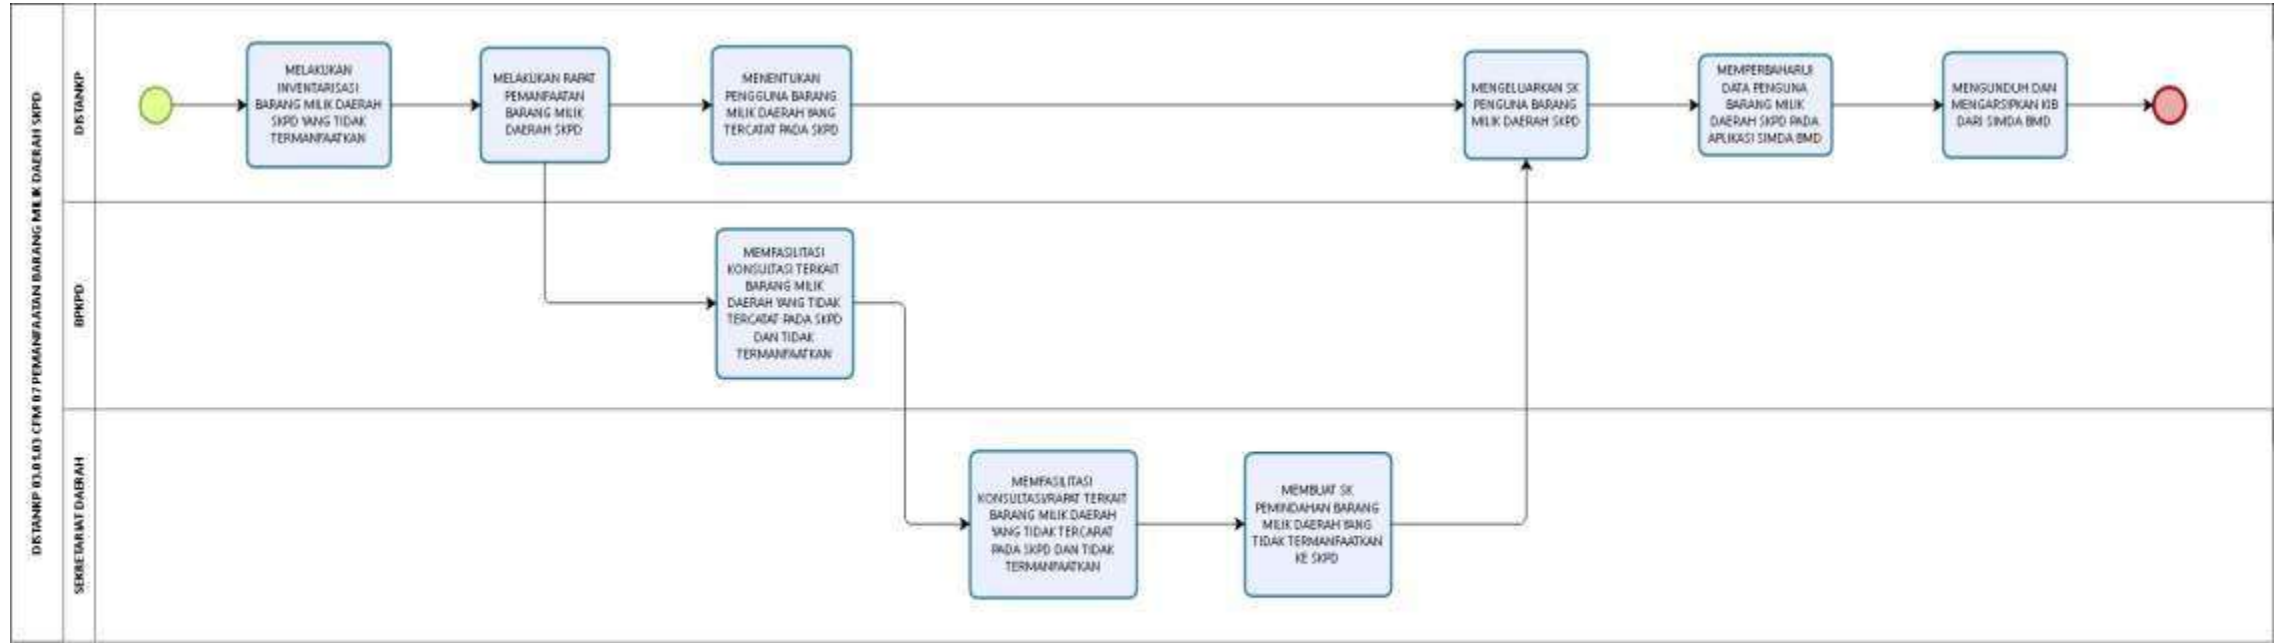 DISTANKP 03.01.03 CFM 07 PEMANFAATAN BARANG MILIK DAERAH SKPD
DISTANKP
MELAKUKAN
INVENTARISASI
BARANG MILIK DAERAH
SKPD YANG TIDAK
TERMANFAATKAN
MELAKUKAN RAPAT
PEMANFAATAN
BARANG MILIK
DAERAH SKPD
MENENTUKAN
PENGGUNA BARANG
MILIK DAERAH YANG
TERCATAT PADA SKPD
MENGELUARKAN SK
PENGUNA BARANG
MILIK DAERAH SKPD
MEMPERBAHARUI
DATA PENGUNA
BARANG MILIK
DAERAH SKPD PADA
APLIKASI SIMDA BMD
MENGUNDUH DAN
MENGARSIPKAN KIB
DARI SIMDA BMD
BPKPD
MEMFASILITASI
KONSULTASI TERKAIT
BARANG MILIK
DAERAH YANG TIDAK
TERCATAT PADA SKPD
DAN TIDAK
TERMANFAATKAN
SEKRETARIAT DAERAH
MEMFASILITASI
KONSULTASI/RAPAT TERKAIT
BARANG MILIK DAERAH
YANG TIDAK TERCARAT
PADA SKPD DAN TIDAK
TERMANFAATKAN
MEMBUAT SK
PEMINDAHAN BARANG
MILIK DAERAH YANG
TIDAK TERMANFAATKAN
KE SKPD